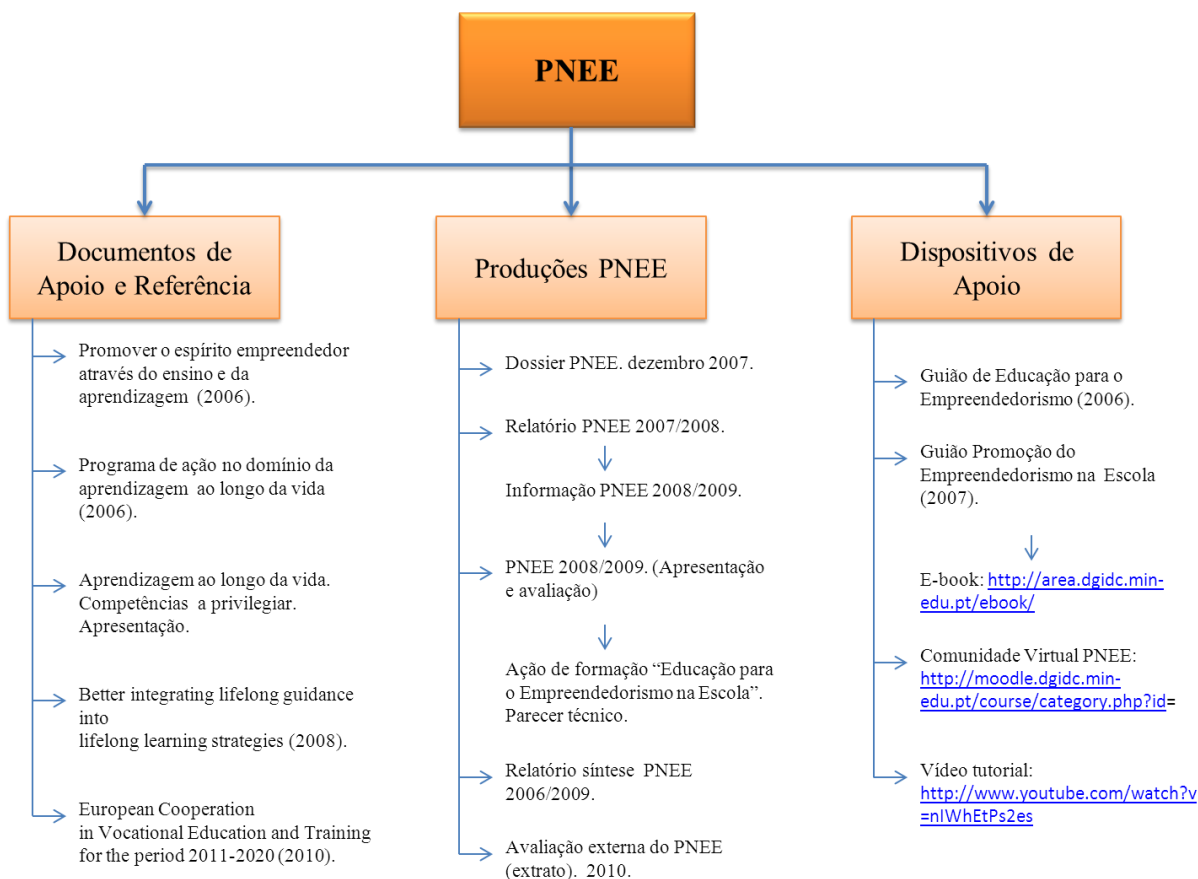 PNEE
Documentos de
Apoio e Referência
Promover o espírito empreendedor
através do ensino e da
aprendizagem (2006).
Programa de ação no domínio da
aprendizagem ao longo da vida
(2006).
Aprendizagem ao longo da vida.
Competências a privilegiar.
Apresentação.
Better integrating lifelong guidance
into
lifelong learning strategies (2008).
European Cooperation
in Vocational Education and Training
for the period 2011-2020 (2010).
Produções PNEE
Dossier PNEE. dezembro 2007.
Relatório PNEE 2007/2008.
Informação PNEE 2008/2009.
PNEE 2008/2009. (Apresentação
e avaliação)
Ação de formação “Educação para
o Empreendedorismo na Escola”.
Parecer técnico.
Relatório síntese PNEE
2006/2009.
Avaliação externa do PNEE
(extrato). 2010.
Dispositivos de
Apoio
Guião de Educação para o
Empreendedorismo (2006).
Guião Promoção do
Empreendedorismo na Escola
(2007).
E-book: http://area.dgidc.min-
edu.pt/ebook/
Comunidade Virtual PNEE:
http://moodle.dgidc.min-
edu.pt/course/category.php?id=
Vídeo tutorial:
http://www.youtube.com/watch?v
=nIWhEtPs2es